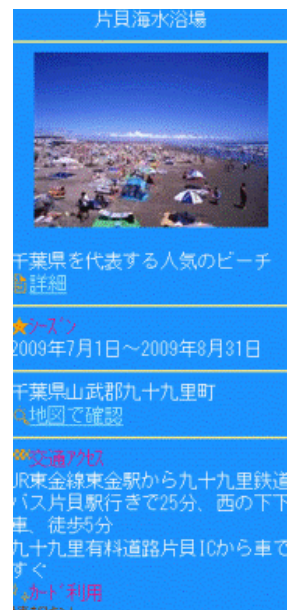 片貝海水浴場
千葉県を代表する人気のビーチ
詳細
シーズン
2009年7月1日～2009年8月31日
千葉県山武郡九十九里町
地図で確認
交通アクセス
JR東金線東金駅から九十九里鉄道
バス片貝駅行きで25分、西の下下
車、徒歩5分
九十九里有料道路片貝ICから車で
すぐ
カード利用